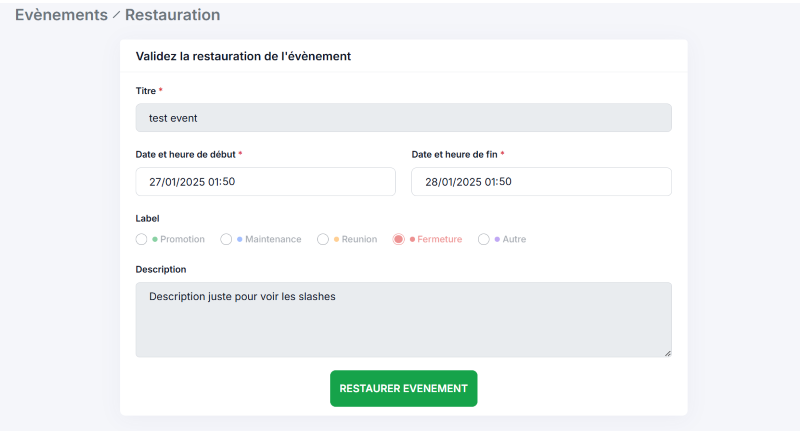 Evènements / Restauration
Validez la restauration de l'évènement
Titre *
test event
Date et heure de début * Date et heure de fin *
27/01/2025 01:50 28/01/2025 01:50
Label
Promotion Maintenance Reunion Fermeture Autre
Description
Description juste pour voir les slashes
RESTAURER EVENEMENT